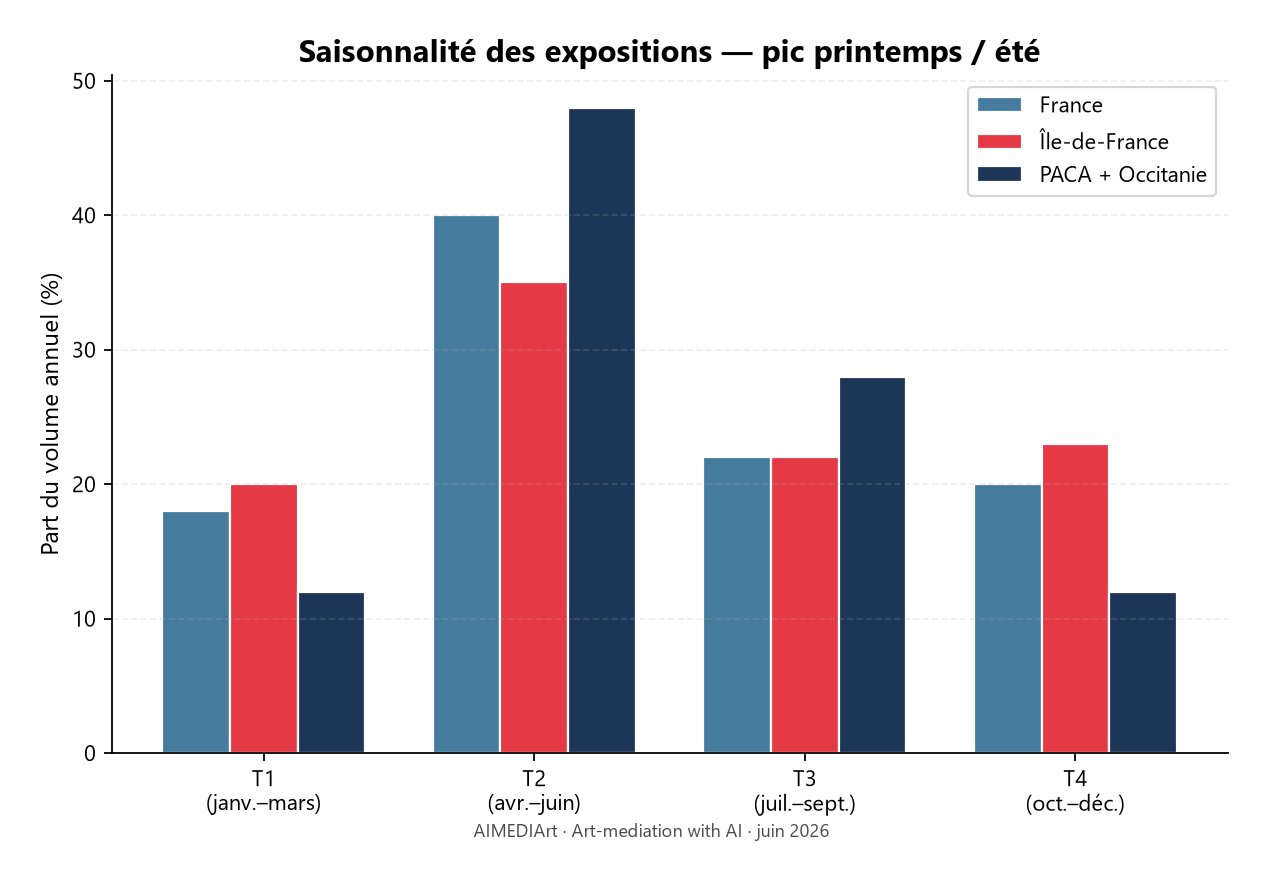 Saisonnalité des expositions — pic printemps / été
France
Île-de-France
PACA + Occitanie
Part du volume annuel (%)
50
40
30
20
10
0
T1
(janv.–mars)
T2
(avr.–juin)
T3
(juil.–sept.)
T4
(oct.–déc.)
AIMEDIArt · Art-mediation with AI · juin 2026